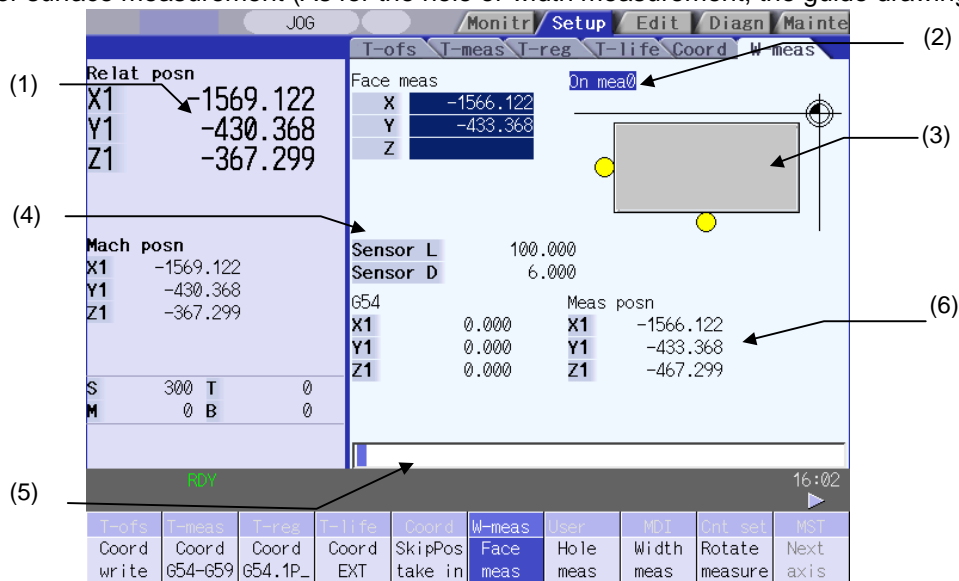 or surface measurement (As for the hole or width measurement, the guide drawing
JOG Monitr Setup Edit Diagn Mainte
T-ofs T-meas T-reg T-life Coord W-meas
(1)
(2)
(3)
(4)
(5)
(6)
Relat posn
X1 -1569.122
Y1 -430.368
Z1 -367.299
Mach posn
X1 -1569.122
Y1 -430.368
Z1 -367.299
S 300 T 0
M 0 B 0
Face meas On mea0
X -1566.122
Y -433.368
Z
Sensor L 100.000
Sensor D 6.000
G54 Meas posn
X1 0.000 X1 -1566.122
Y1 0.000 Y1 -433.368
Z1 0.000 Z1 -467.299
RDY 16:02
T-ofs T-meas T-reg T-life Coord W-meas User MDI Cnt set MST
Coord Coord Coord Coord SkipPos Face Hole Width Rotate Next
write G54-G59 G54.1P_ EXT take in meas meas meas measure axis